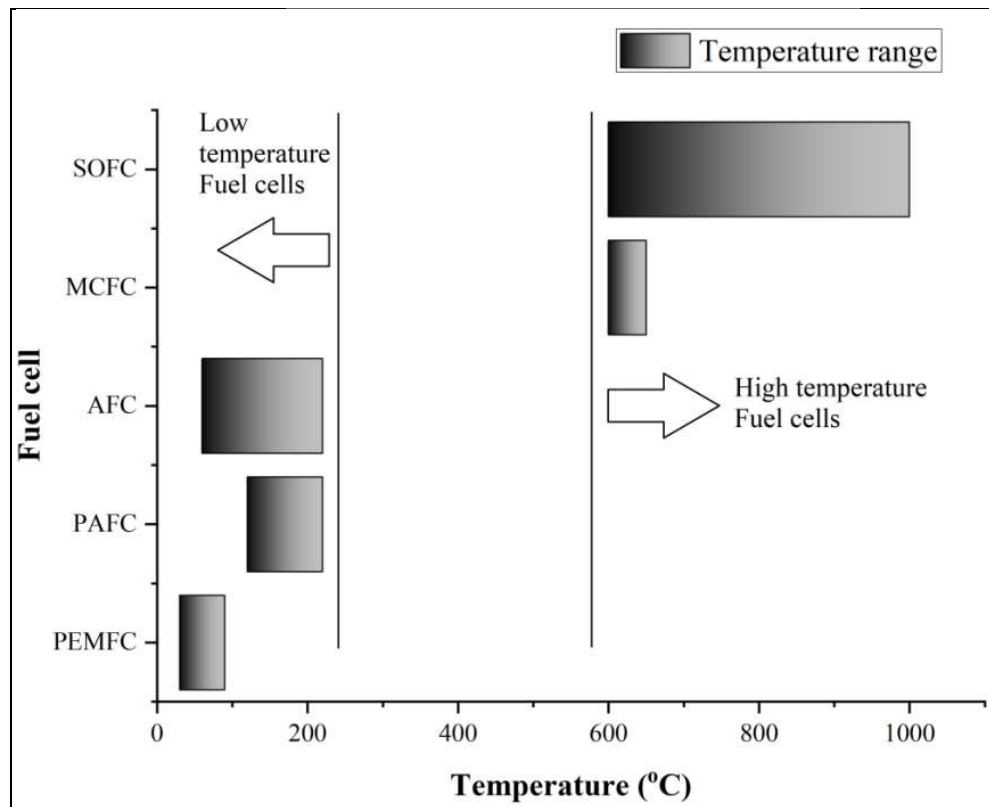 Temperature range
Low
temperature
Fuel cells
SOFC
MCFC
AFC
PAFC
PEMFC
High temperature
Fuel cells
Fuel cell
0
200
400
600
800
1000
Temperature (⁰C)